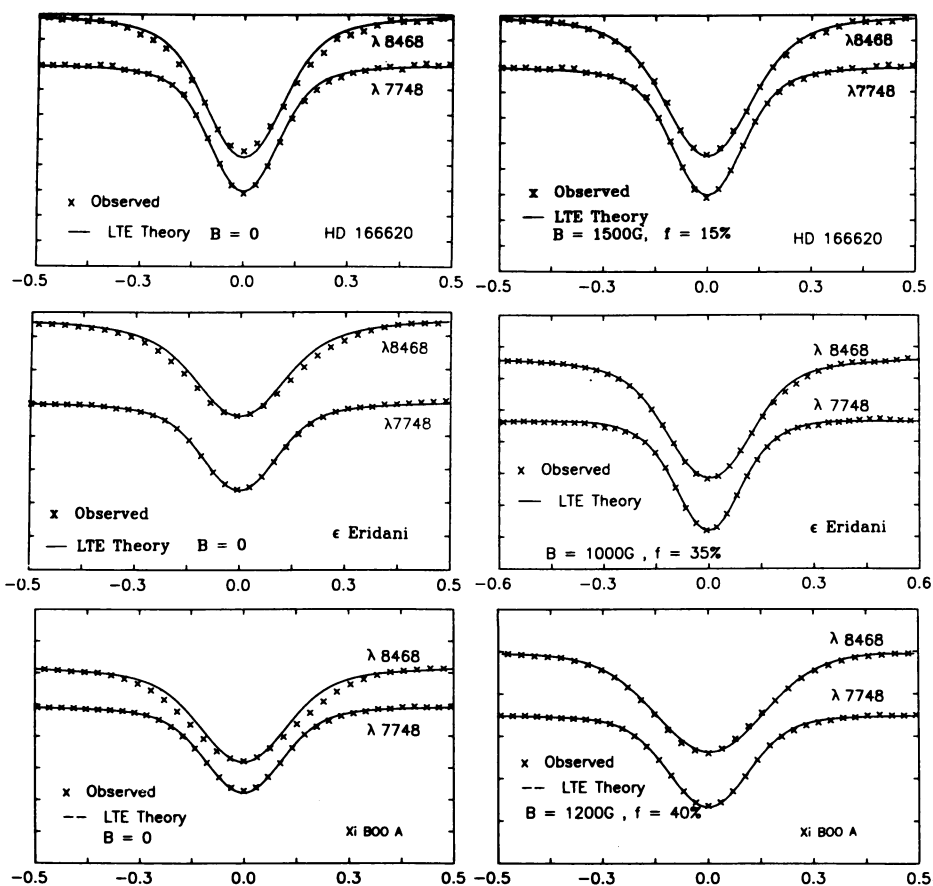 λ 8468
λ 7748
x Observed
— LTE Theory B = 0
HD 166620
-0.5 -0.3 0.0 0.3 0.5
λ8468
λ7748
x Observed
— LTE Theory
B = 1500G, f = 15%
HD 166620
-0.5 -0.3 0.0 0.3 0.5
λ8468
λ7748
x Observed
— LTE Theory B = 0
ϵ Eridani
-0.5 -0.3 0.0 0.3 0.5
λ 8468
λ 7748
x Observed
— LTE Theory
B = 1000G , f = 35%
ϵ Eridani
-0.6 -0.3 0.0 0.3 0.6
λ 8468
λ 7748
x Observed
-- LTE Theory
B = 0
Xi BOO A
-0.5 -0.3 0.0 0.3 0.5
λ 8468
λ 7748
x Observed
-- LTE Theory
B = 1200G , f = 40%
Xi BOO A
-0.5 -0.3 0.0 0.3 0.5